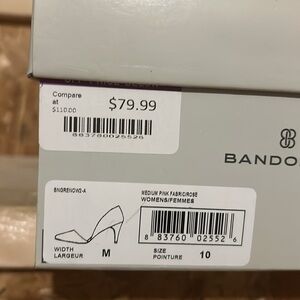 Compare
at
$110.00
$79.99
883760025526
BANDO
BNGRENOW2-A
MEDIUM PINK FABRIC/ROSE
WOMENS/FEMMES
8 83760 02552 6
WIDTH
LARGEUR
M
SIZE
POINTURE
10